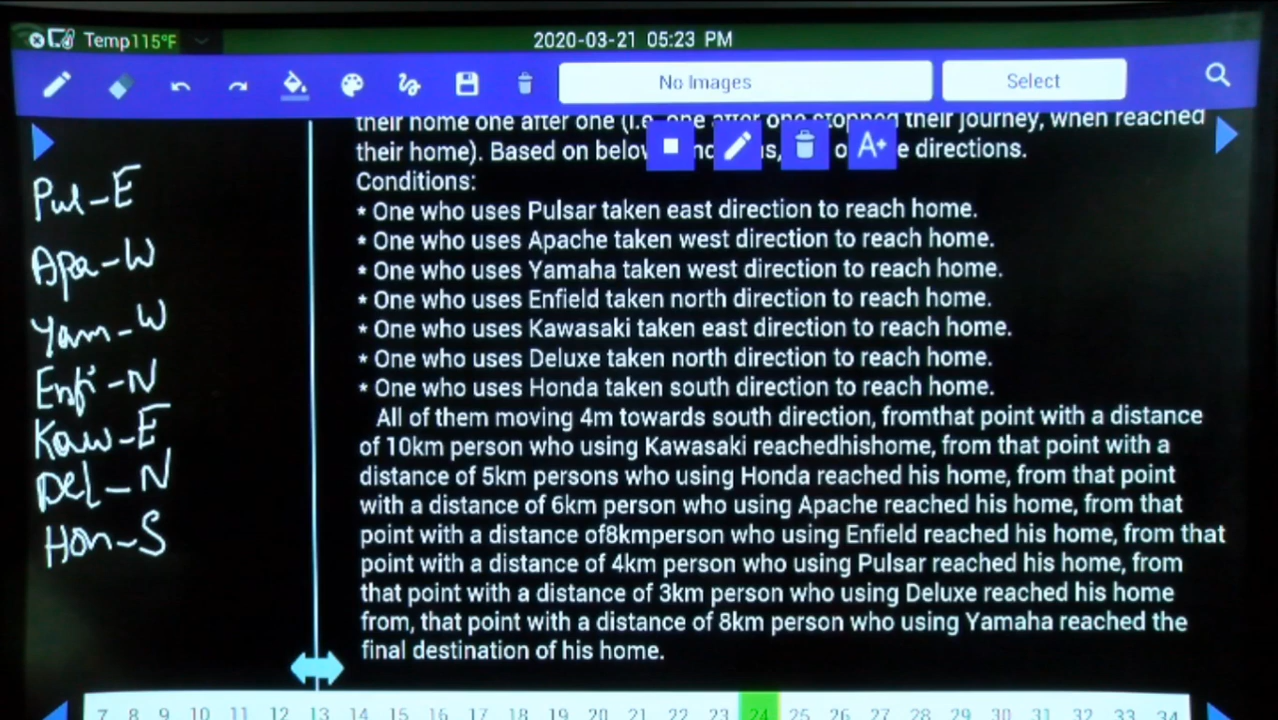 Temp115°F
2020-03-21 05:23 PM
No Images
Select
their home one after one (i.e. one after one stopped their journey, when reached
their home). Based on below directions.
A+
Conditions:
* One who uses Pulsar taken east direction to reach home.
* One who uses Apache taken west direction to reach home.
* One who uses Yamaha taken west direction to reach home.
* One who uses Enfield taken north direction to reach home.
* One who uses Kawasaki taken east direction to reach home.
* One who uses Deluxe taken north direction to reach home.
* One who uses Honda taken south direction to reach home.
All of them moving 4m towards south direction, fromthat point with a distance
of 10km person who using Kawasaki reachedhishome, from that point with a
distance of 5km persons who using Honda reached his home, from that point
with a distance of 6km person who using Apache reached his home, from that
point with a distance of8kmperson who using Enfield reached his home, from that
point with a distance of 4km person who using Pulsar reached his home, from
that point with a distance of 3km person who using Deluxe reached his home
from, that point with a distance of 8km person who using Yamaha reached the
final destination of his home.
Pul-E
Apa-W
Yam-W
Enfi-N
Kaw-E
Del-N
Hon-S
7 8 9 10 11 12 13 14 15 16 17 18 19 20 21 22 23 24 25 26 27 28 29 30 31 32 33 34